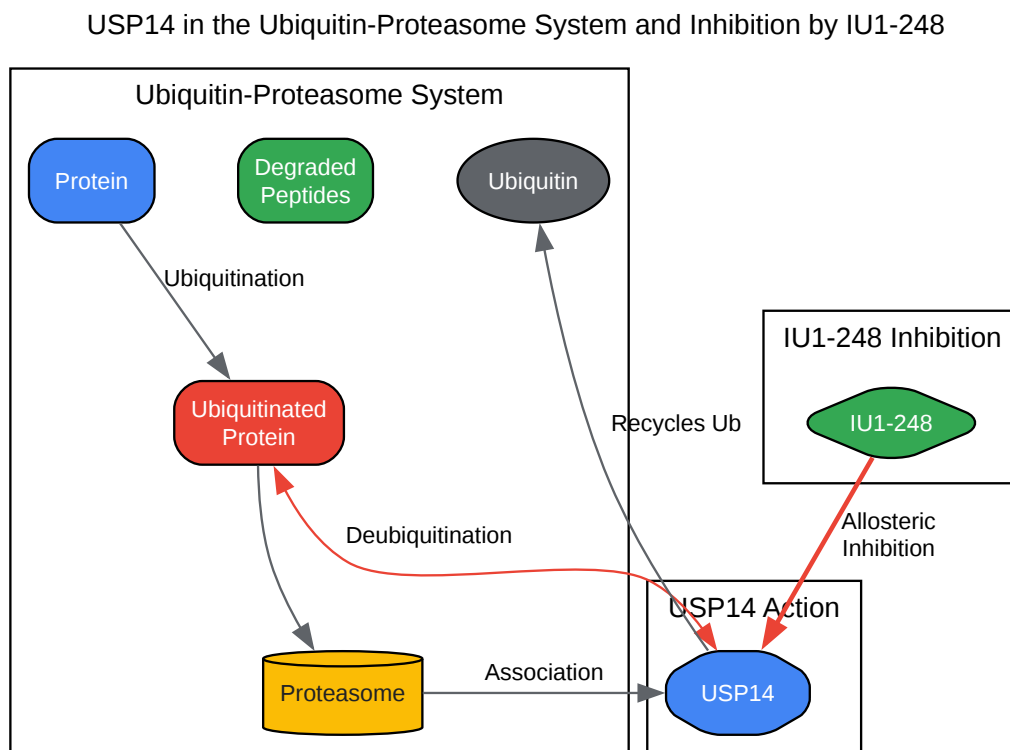 USP14 in the Ubiquitin-Proteasome System and Inhibition by IU1-248
Ubiquitin-Proteasome System
Protein
Degraded
Peptides
Ubiquitin
Ubiquitination
IU1-248 Inhibition
Ubiquitinated
Protein
Recycles Ub
IU1-248
Deubiquitination
Allosteric
Inhibition
USP14 Action
Proteasome
Association
USP14